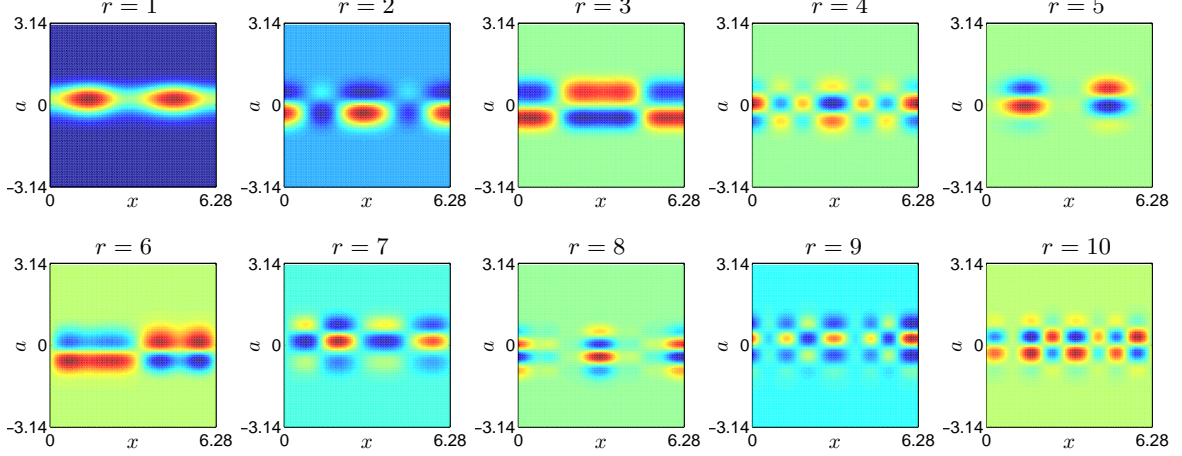 r = 1 r = 2 r = 3 r = 4 r = 5
3.14 3.14 3.14 3.14 3.14
a 0 a 0 a 0 a 0 a 0
−3.14 −3.14 −3.14 −3.14 −3.14
0 x 6.28 0 x 6.28 0 x 6.28 0 x 6.28 0 x 6.28
r = 6 r = 7 r = 8 r = 9 r = 10
3.14 3.14 3.14 3.14 3.14
a 0 a 0 a 0 a 0 a 0
−3.14 −3.14 −3.14 −3.14 −3.14
0 x 6.28 0 x 6.28 0 x 6.28 0 x 6.28 0 x 6.28